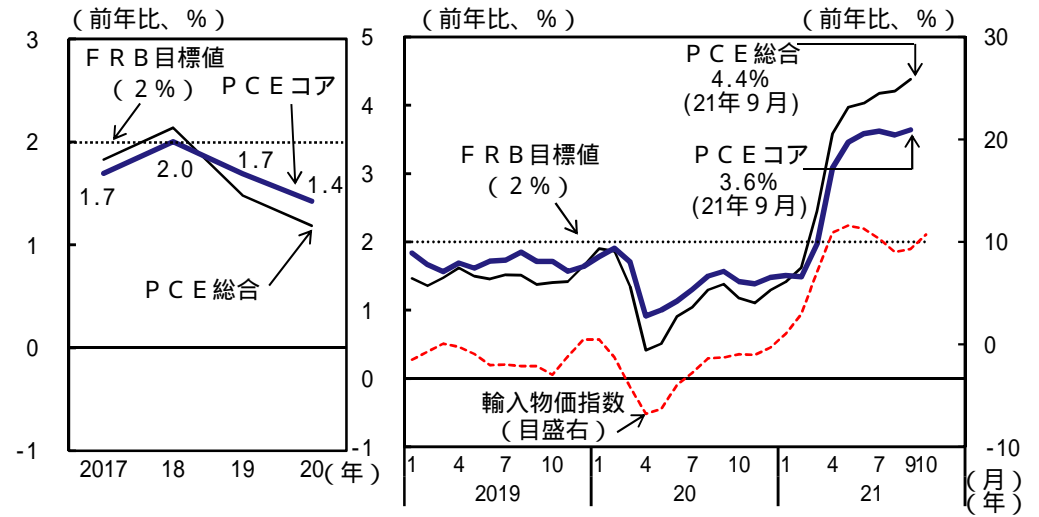 （前年比、％）
3
2
1
0
-1
ＦＲＢ目標値
（２％）
ＰＣＥコア
1.7
2.0
1.7
1.4
ＰＣＥ総合
2017 18 19 20
（年）
（前年比、％）
（前年比、％）
5
4
3
2
1
0
-1
30
20
10
0
-10
ＰＣＥ総合
4.4%
(21年９月)
ＦＲＢ目標値
（２％）
ＰＣＥコア
3.6%
(21年９月)
輸入物価指数
（目盛右）
1 4 7 10 1 4 7 10 1 4 7 9 10
（月）
2019 20 21
（年）